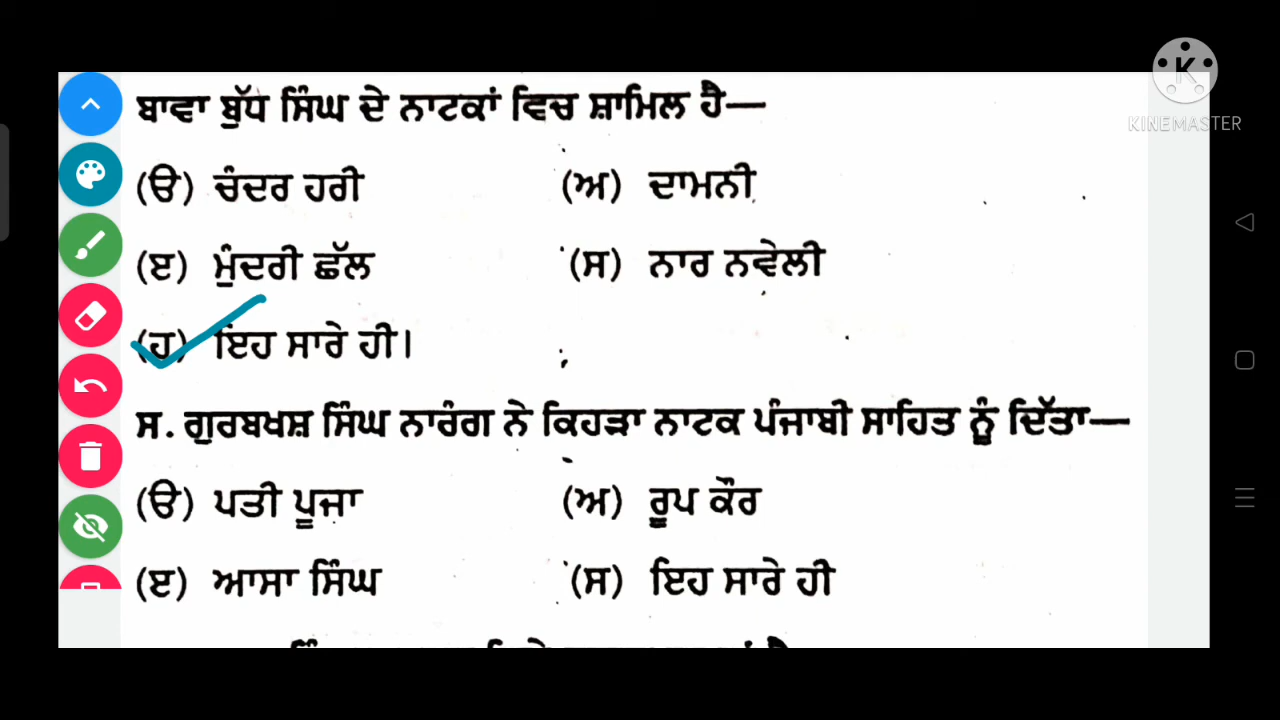 KINEMASTER
ਬਾਵਾ ਬੁੱਧ ਸਿੰਘ ਦੇ ਨਾਟਕਾਂ ਵਿਚ ਸ਼ਾਮਿਲ ਹੈ—
(ੳ) ਚੰਦਰ ਹਰੀ (ਅ) ਦਾਮਨੀ
(ੲ) ਮੁੰਦਰੀ ਛੱਲ (ਸ) ਨਾਰ ਨਵੇਲੀ
(ਹ) ਇਹ ਸਾਰੇ ਹੀ।
ਸ. ਗੁਰਬਖਸ਼ ਸਿੰਘ ਨਾਰੰਗ ਨੇ ਕਿਹੜਾ ਨਾਟਕ ਪੰਜਾਬੀ ਸਾਹਿਤ ਨੂੰ ਦਿੱਤਾ—
(ੳ) ਪਤੀ ਪੂਜਾ (ਅ) ਰੂਪ ਕੌਰ
(ੲ) ਆਸਾ ਸਿੰਘ (ਸ) ਇਹ ਸਾਰੇ ਹੀ